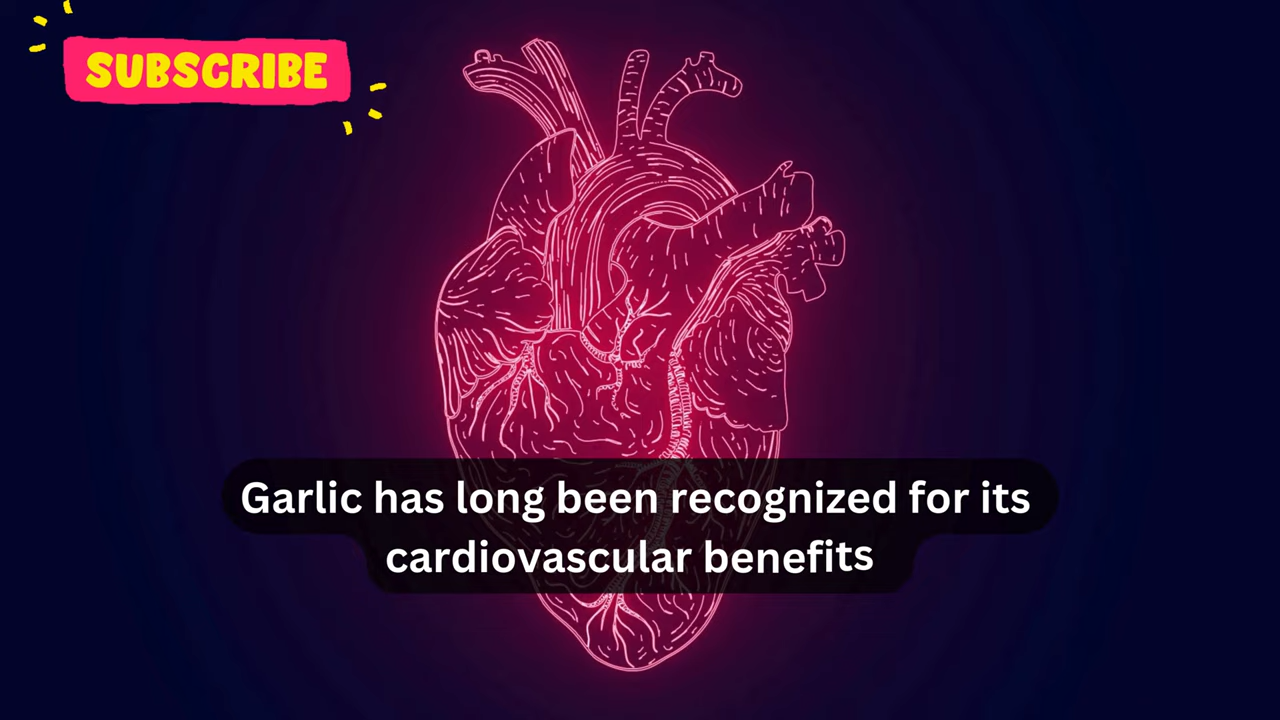 SUBSCRIBE
Garlic has long been recognized for its
cardiovascular benefits